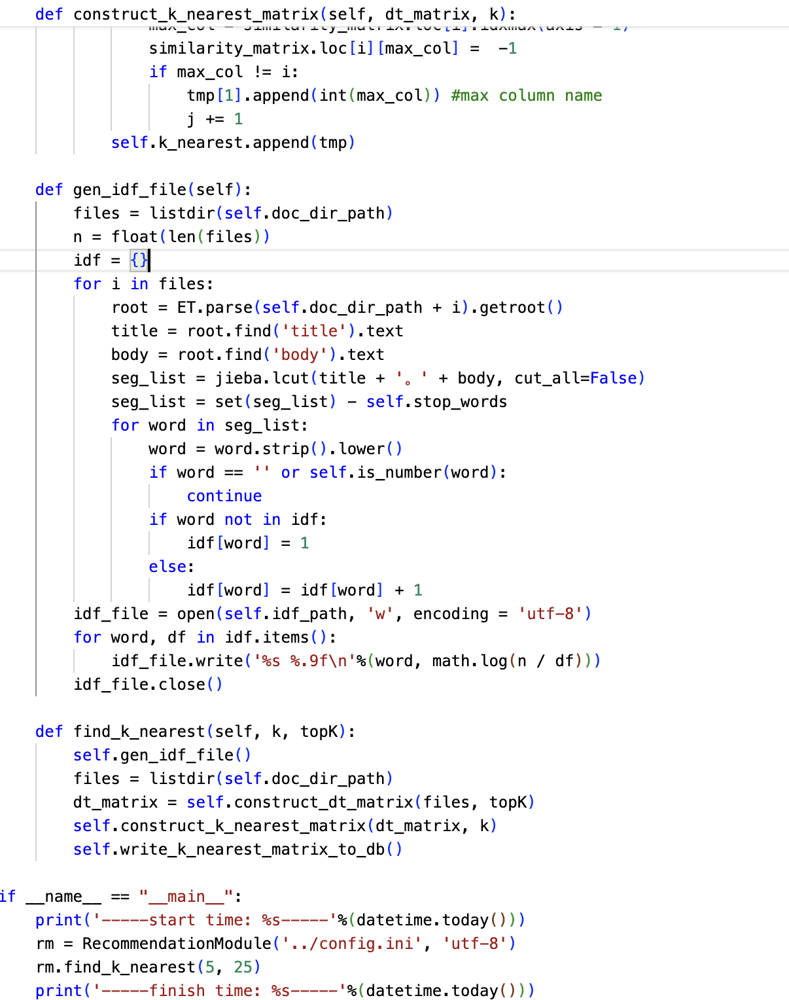 def construct_k_nearest_matrix(self, dt_matrix, k):
max_col = similarity_matrix.loc[i].idxmax(axis = 1)
similarity_matrix.loc[i][max_col] =  -1
if max_col != i:
tmp[1].append(int(max_col)) #max column name
j += 1
self.k_nearest.append(tmp)
def gen_idf_file(self):
files = listdir(self.doc_dir_path)
n = float(len(files))
idf = {}
for i in files:
root = ET.parse(self.doc_dir_path + i).getroot()
title = root.find('title').text
body = root.find('body').text
seg_list = jieba.lcut(title + '。' + body, cut_all=False)
seg_list = set(seg_list) - self.stop_words
for word in seg_list:
word = word.strip().lower()
if word == '' or self.is_number(word):
continue
if word not in idf:
idf[word] = 1
else:
idf[word] = idf[word] + 1
idf_file = open(self.idf_path, 'w', encoding = 'utf-8')
for word, df in idf.items():
idf_file.write('%s %.9f\n'%(word, math.log(n / df)))
idf_file.close()
def find_k_nearest(self, k, topK):
self.gen_idf_file()
files = listdir(self.doc_dir_path)
dt_matrix = self.construct_dt_matrix(files, topK)
self.construct_k_nearest_matrix(dt_matrix, k)
self.write_k_nearest_matrix_to_db()
if __name__ == "__main__":
print('-----start time: %s-----'%(datetime.today()))
rm = RecommendationModule('../config.ini', 'utf-8')
rm.find_k_nearest(5, 25)
print('-----finish time: %s-----'%(datetime.today()))